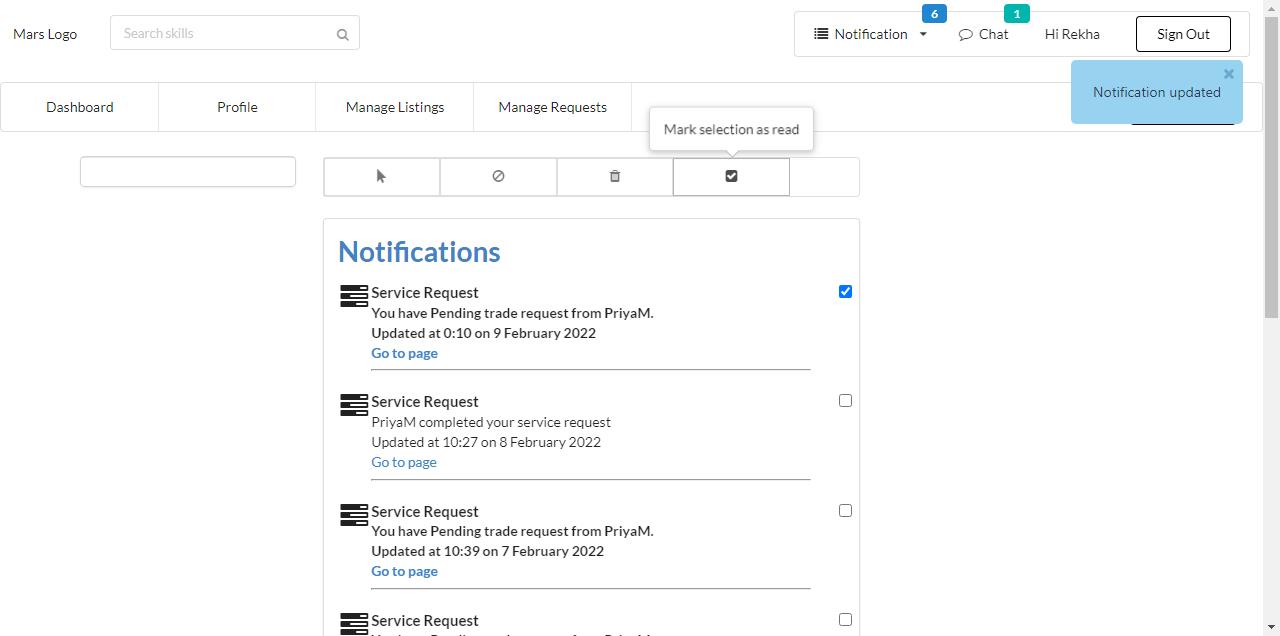 6
1
Mars Logo
Search skills
Notification
Chat
Hi Rekha
Sign Out
Notification updated
Dashboard
Profile
Manage Listings
Manage Requests
Mark selection as read
Notifications
Service Request
You have Pending trade request from PriyaM.
Updated at 0:10 on 9 February 2022
Go to page
Service Request
PriyaM completed your service request
Updated at 10:27 on 8 February 2022
Go to page
Service Request
You have Pending trade request from PriyaM.
Updated at 10:39 on 7 February 2022
Go to page
Service Request